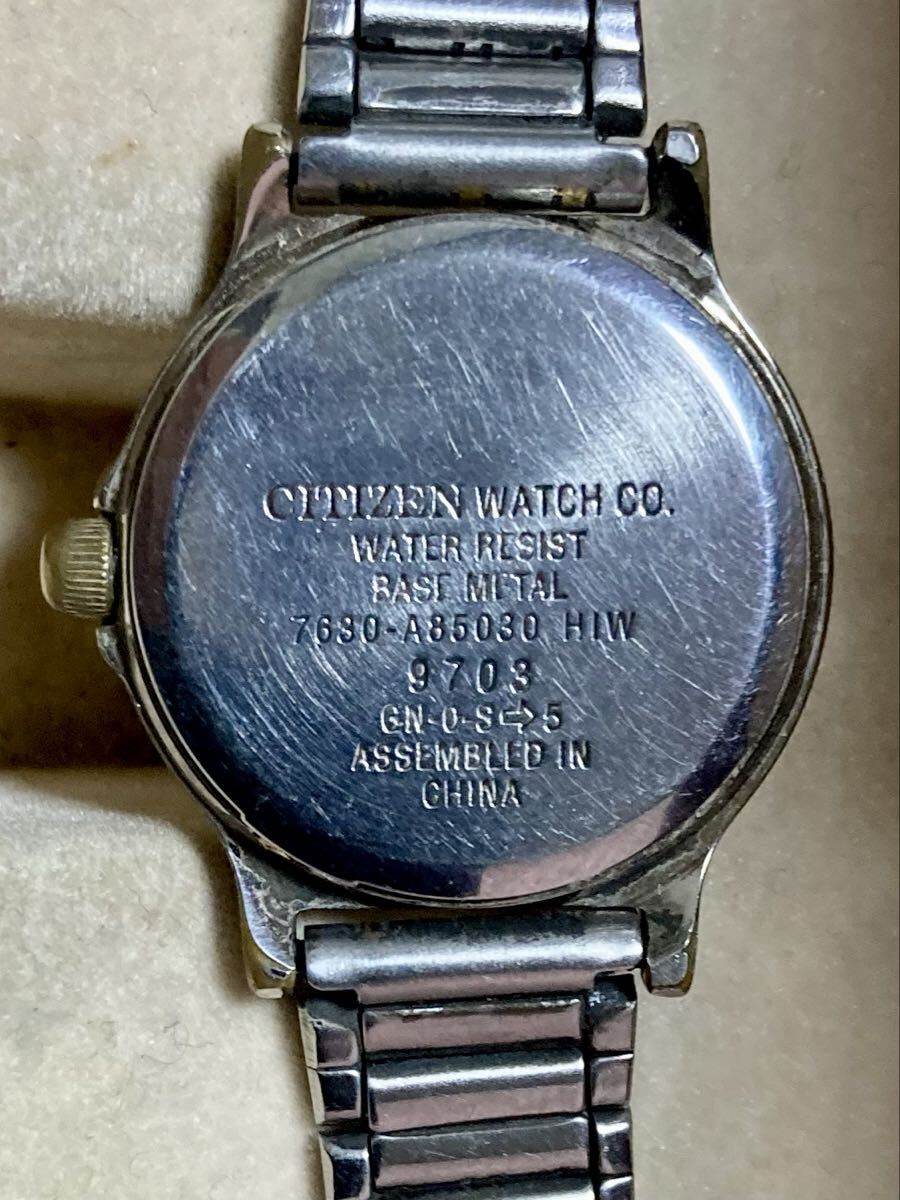 CITIZEN WATCH CO.
WATER RESIST
BASE METAL
7630-A85030 HIW
9703
GN-0-S⇨5
ASSEMBLED IN
CHINA